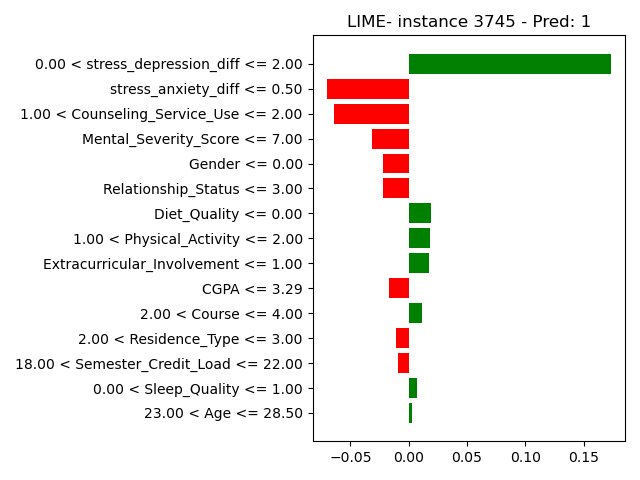 LIME- instance 3745 - Pred: 1
0.00 < stress_depression_diff <= 2.00
stress_anxiety_diff <= 0.50
1.00 < Counseling_Service_Use <= 2.00
Mental_Severity_Score <= 7.00
Gender <= 0.00
Relationship_Status <= 3.00
Diet_Quality <= 0.00
1.00 < Physical_Activity <= 2.00
Extracurricular_Involvement <= 1.00
CGPA <= 3.29
2.00 < Course <= 4.00
2.00 < Residence_Type <= 3.00
18.00 < Semester_Credit_Load <= 22.00
0.00 < Sleep_Quality <= 1.00
23.00 < Age <= 28.50
−0.05 0.00 0.05 0.10 0.15